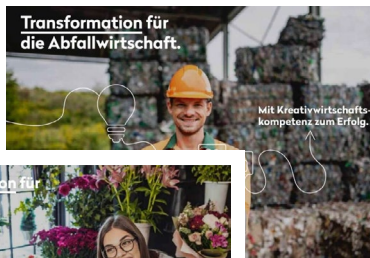 Transformation für
die Abfallwirtschaft.
Mit Kreativwirtschafts-
kompetenz zum Erfolg.
on für